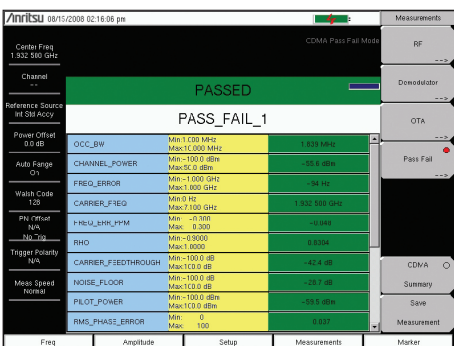 Anritsu 08/15/2008 02:16:06 pm
Measurements
CDMA Pass Fail Mode
Center Freq
1.932 500 GHz
Channel
--
Reference Source
Int Std Accy
Power Offset
0.0 dB
Auto Range
On
Walsh Code
128
PN Offset
N/A
No Trig
Trigger Polarity
N/A
Meas Speed
Normal
PASSED
PASS_FAIL_1
OCC_BW Min:1.000 MHz Max:10.000 MHz 1.839 MHz
CHANNEL_POWER Min:-100.0 dBm Max:50.0 dBm -55.6 dBm
FREQ_ERROR Min:-1.000 GHz Max:1.000 GHz -94 Hz
CARRIER_FREQ Min:0 Hz Max:7.100 GHz 1.932 500 GHz
FREQ_ERR_PPM Min: -0.300 Max: 0.300 -0.048
RHO Min:-0.9000 Max:1.0000 0.8304
CARRIER_FEEDTHROUGH Min:-100.0 dB Max:100.0 dB -42.4 dB
NOISE_FLOOR Min:-100.0 dB Max:100.0 dB -28.7 dB
PILOT_POWER Min:-100.0 dBm Max:100.0 dBm -59.5 dBm
RMS_PHASE_ERROR Min: 0 Max: 100 0.037
RF
-->
Demodulator
-->
OTA
-->
Pass Fail
-->
CDMA
Summary
Save
Measurement
Freq Amplitude Setup Measurements Marker